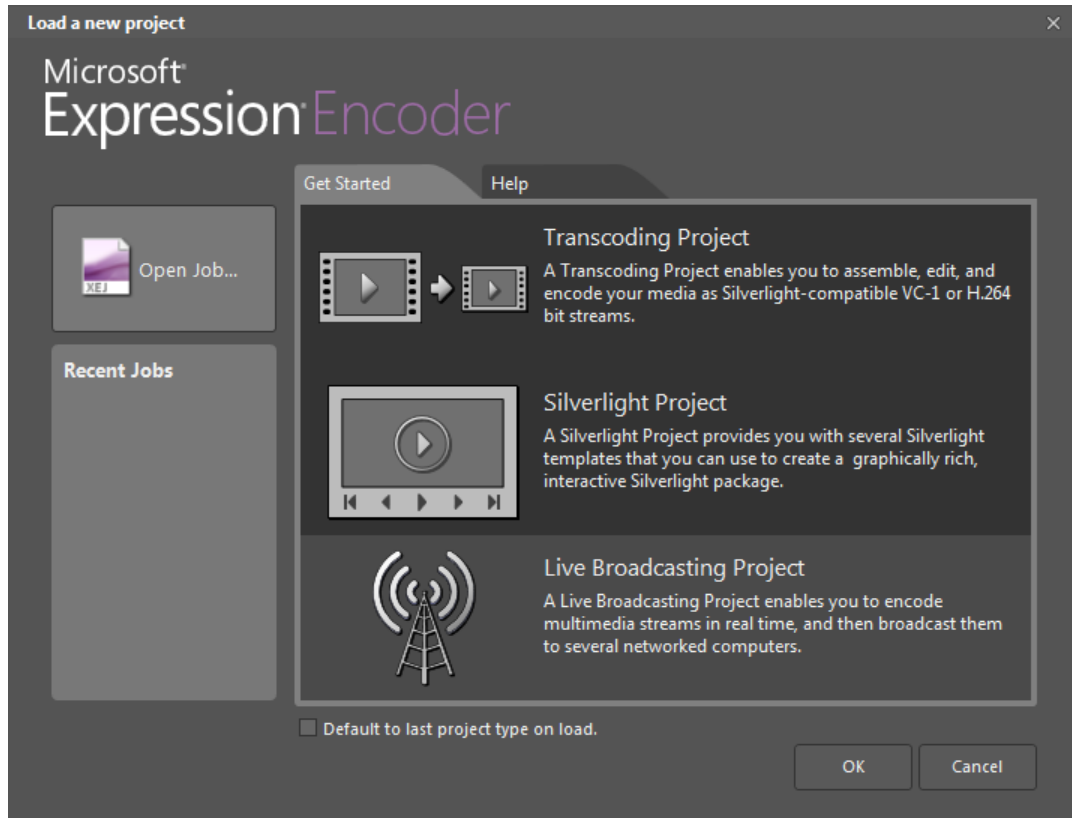 Load a new project
Microsoft®
Expression® Encoder
Get Started
Help
Open Job...
XEJ
Recent Jobs
Transcoding Project
A Transcoding Project enables you to assemble, edit, and
encode your media as Silverlight-compatible VC-1 or H.264
bit streams.
Silverlight Project
A Silverlight Project provides you with several Silverlight
templates that you can use to create a  graphically rich,
interactive Silverlight package.
Live Broadcasting Project
A Live Broadcasting Project enables you to encode
multimedia streams in real time, and then broadcast them
to several networked computers.
Default to last project type on load.
OK
Cancel